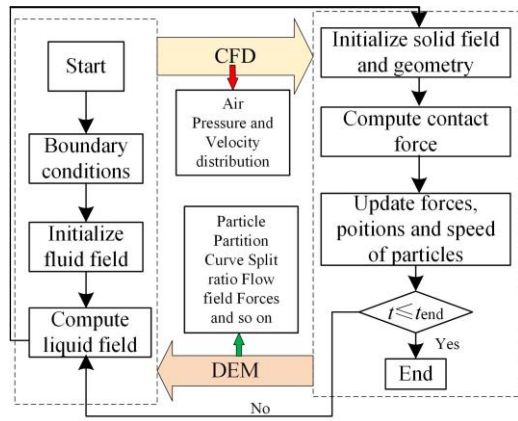 Start
Boundary
conditions
Initialize
fluid field
Compute
liquid field
CFD
Air
Pressure and
Velocity
distribution
Particle
Partition
Curve Split
ratio Flow
field Forces
and so on
DEM
Initialize solid field
and geometry
Compute contact
force
Update forces,
poitions and speed
of particles
t≤tend
Yes
End
No